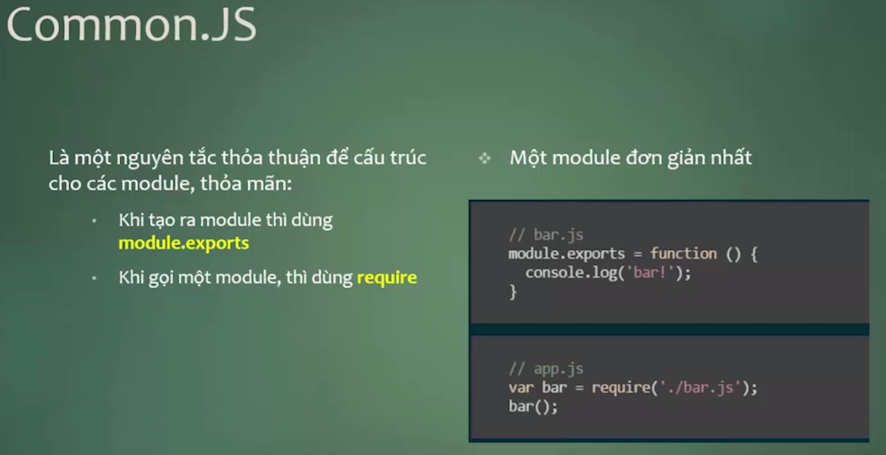 Common.JS
Là một nguyên tắc thỏa thuận để cấu trúc
cho các module, thỏa mãn:
• Khi tạo ra module thì dùng
module.exports
• Khi gọi một module, thì dùng require
❖ Một module đơn giản nhất
// bar.js
module.exports = function () {
  console.log('bar!');
}
// app.js
var bar = require('./bar.js');
bar();